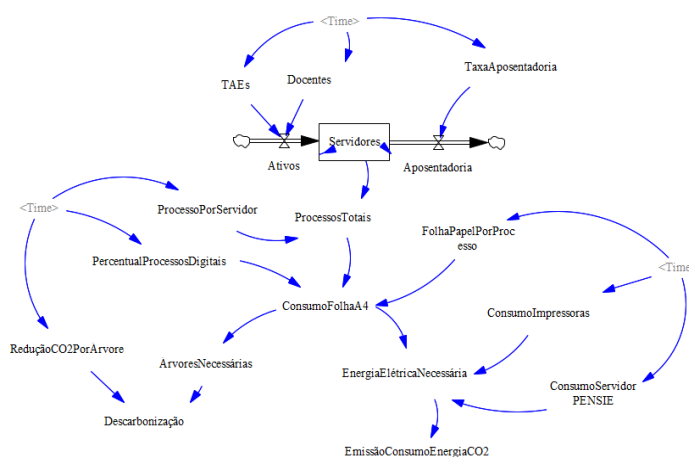 <Time>
TaxaAposentadoria
Docentes
TAEs
Servidores
Ativos
Aposentadoria
<Time>
ProcessoPorServidor
ProcessosTotais
FolhaPapelPorProc
esso
PercentualProcessosDigitais
<Time
ConsumoFolhaA4
ConsumoImpressoras
ReduçãoCO2PorArvore
ArvoresNecessárias
EnergiaElétricaNecessária
ConsumoServidor
PENSIE
Descarbonização
EmissãoConsumoEnergiaCO2